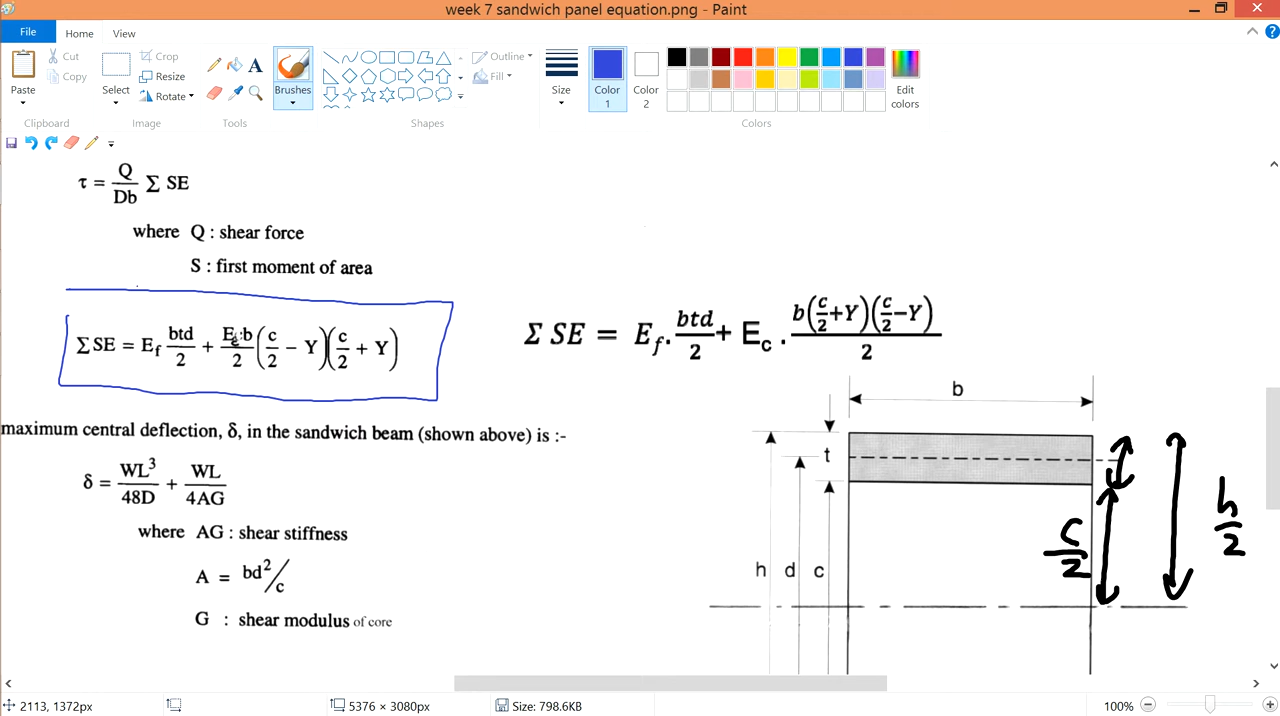 week 7 sandwich panel equation.png - Paint
File Home View
Paste Cut Copy
Clipboard
Select Crop Resize Rotate
Image
Tools
Brushes
Shapes
Outline
Fill
Size
Color 1
Color 2
Edit colors
Colors
τ = Q/Db Σ SE
where Q : shear force
S : first moment of area
Σ SE = E_f btd/2 + E_c b/2 (c/2 − Y)(c/2 + Y)
Σ SE = E_f . btd/2 + E_c . b(c/2+Y)(c/2−Y)/2
maximum central deflection, δ, in the sandwich beam (shown above) is :-
δ = WL³/48D + WL/4AG
where AG : shear stiffness
A = bd²/c
G : shear modulus of core
b
t
h d c
c/2
h/2
2113, 1372px
5376 × 3080px
Size: 798.6KB
100%